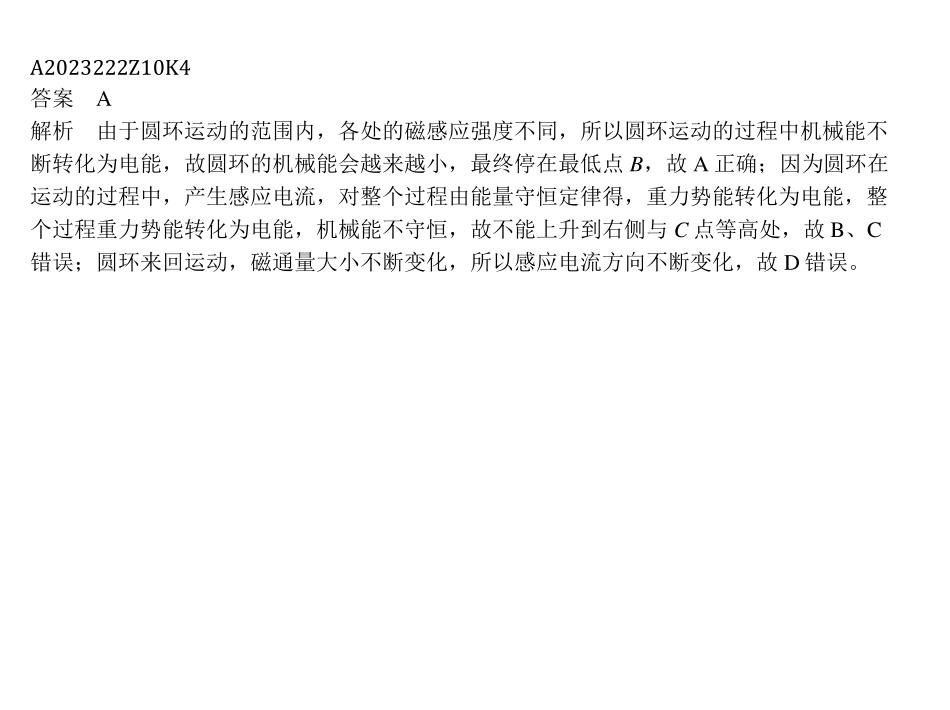 A2023222Z10K4
答案　A
解析　由于圆环运动的范围内，各处的磁感应强度不同，所以圆环运动的过程中机械能不
断转化为电能，故圆环的机械能会越来越小，最终停在最低点 B，故 A 正确；因为圆环在
运动的过程中，产生感应电流，对整个过程由能量守恒定律得，重力势能转化为电能，整
个过程重力势能转化为电能，机械能不守恒，故不能上升到右侧与 C 点等高处，故 B、C
错误；圆环来回运动，磁通量大小不断变化，所以感应电流方向不断变化，故 D 错误。